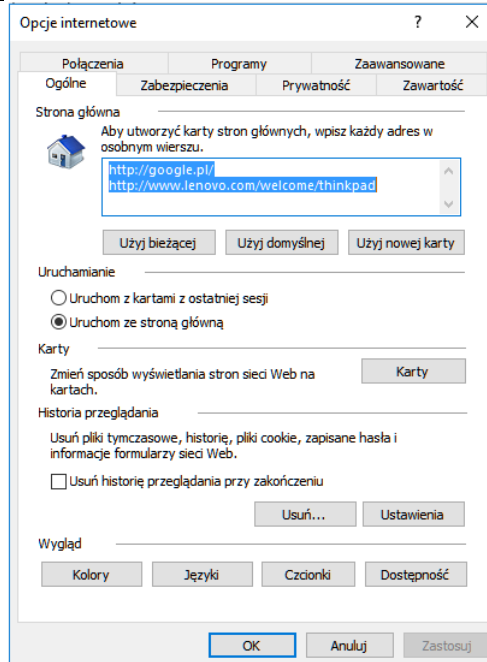 Opcje internetowe
Połączenia Programy Zaawansowane
Ogólne Zabezpieczenia Prywatność Zawartość
Strona główna
Aby utworzyć karty stron głównych, wpisz każdy adres w
osobnym wierszu.
http://google.pl/
http://www.lenovo.com/welcome/thinkpad
Użyj bieżącej Użyj domyślnej Użyj nowej karty
Uruchamianie
Uruchom z kartami z ostatniej sesji
Uruchom ze stroną główną
Karty
Zmień sposób wyświetlania stron sieci Web na
kartach.
Karty
Historia przeglądania
Usuń pliki tymczasowe, historię, pliki cookie, zapisane hasła i
informacje formularzy sieci Web.
Usuń historię przeglądania przy zakończeniu
Usuń... Ustawienia
Wygląd
Kolory Języki Czcionki Dostępność
OK Anuluj Zastosuj